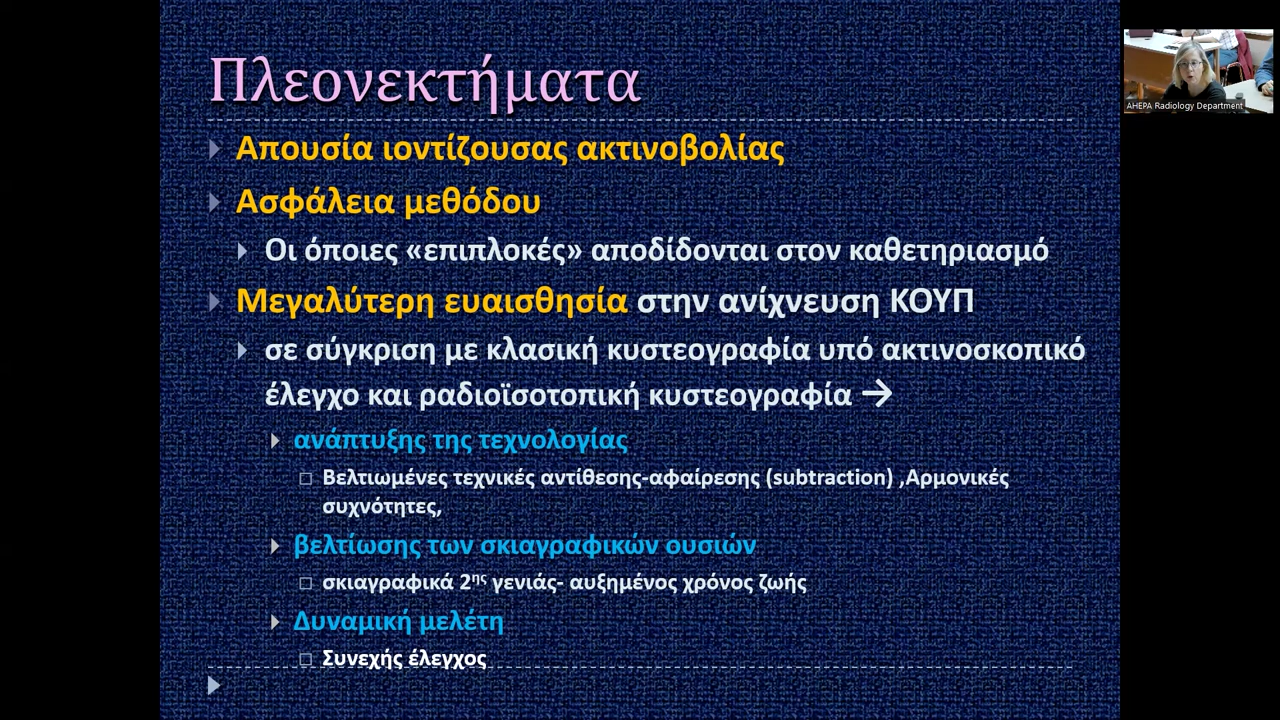 Πλεονεκτήματα
Απουσία ιοντίζουσας ακτινοβολίας
Ασφάλεια μεθόδου
Οι όποιες «επιπλοκές» αποδίδονται στον καθετηριασμό
Μεγαλύτερη ευαισθησία στην ανίχνευση ΚΟΥΠ
σε σύγκριση με κλασική κυστεογραφία υπό ακτινοσκοπικό
έλεγχο και ραδιοϊσοτοπική κυστεογραφία →
ανάπτυξης της τεχνολογίας
Βελτιωμένες τεχνικές αντίθεσης-αφαίρεσης (subtraction) ,Αρμονικές
συχνότητες,
βελτίωσης των σκιαγραφικών ουσιών
σκιαγραφικά 2ης γενιάς- αυξημένος χρόνος ζωής
Δυναμική μελέτη
Συνεχής έλεγχος
AHEPA Radiology Department